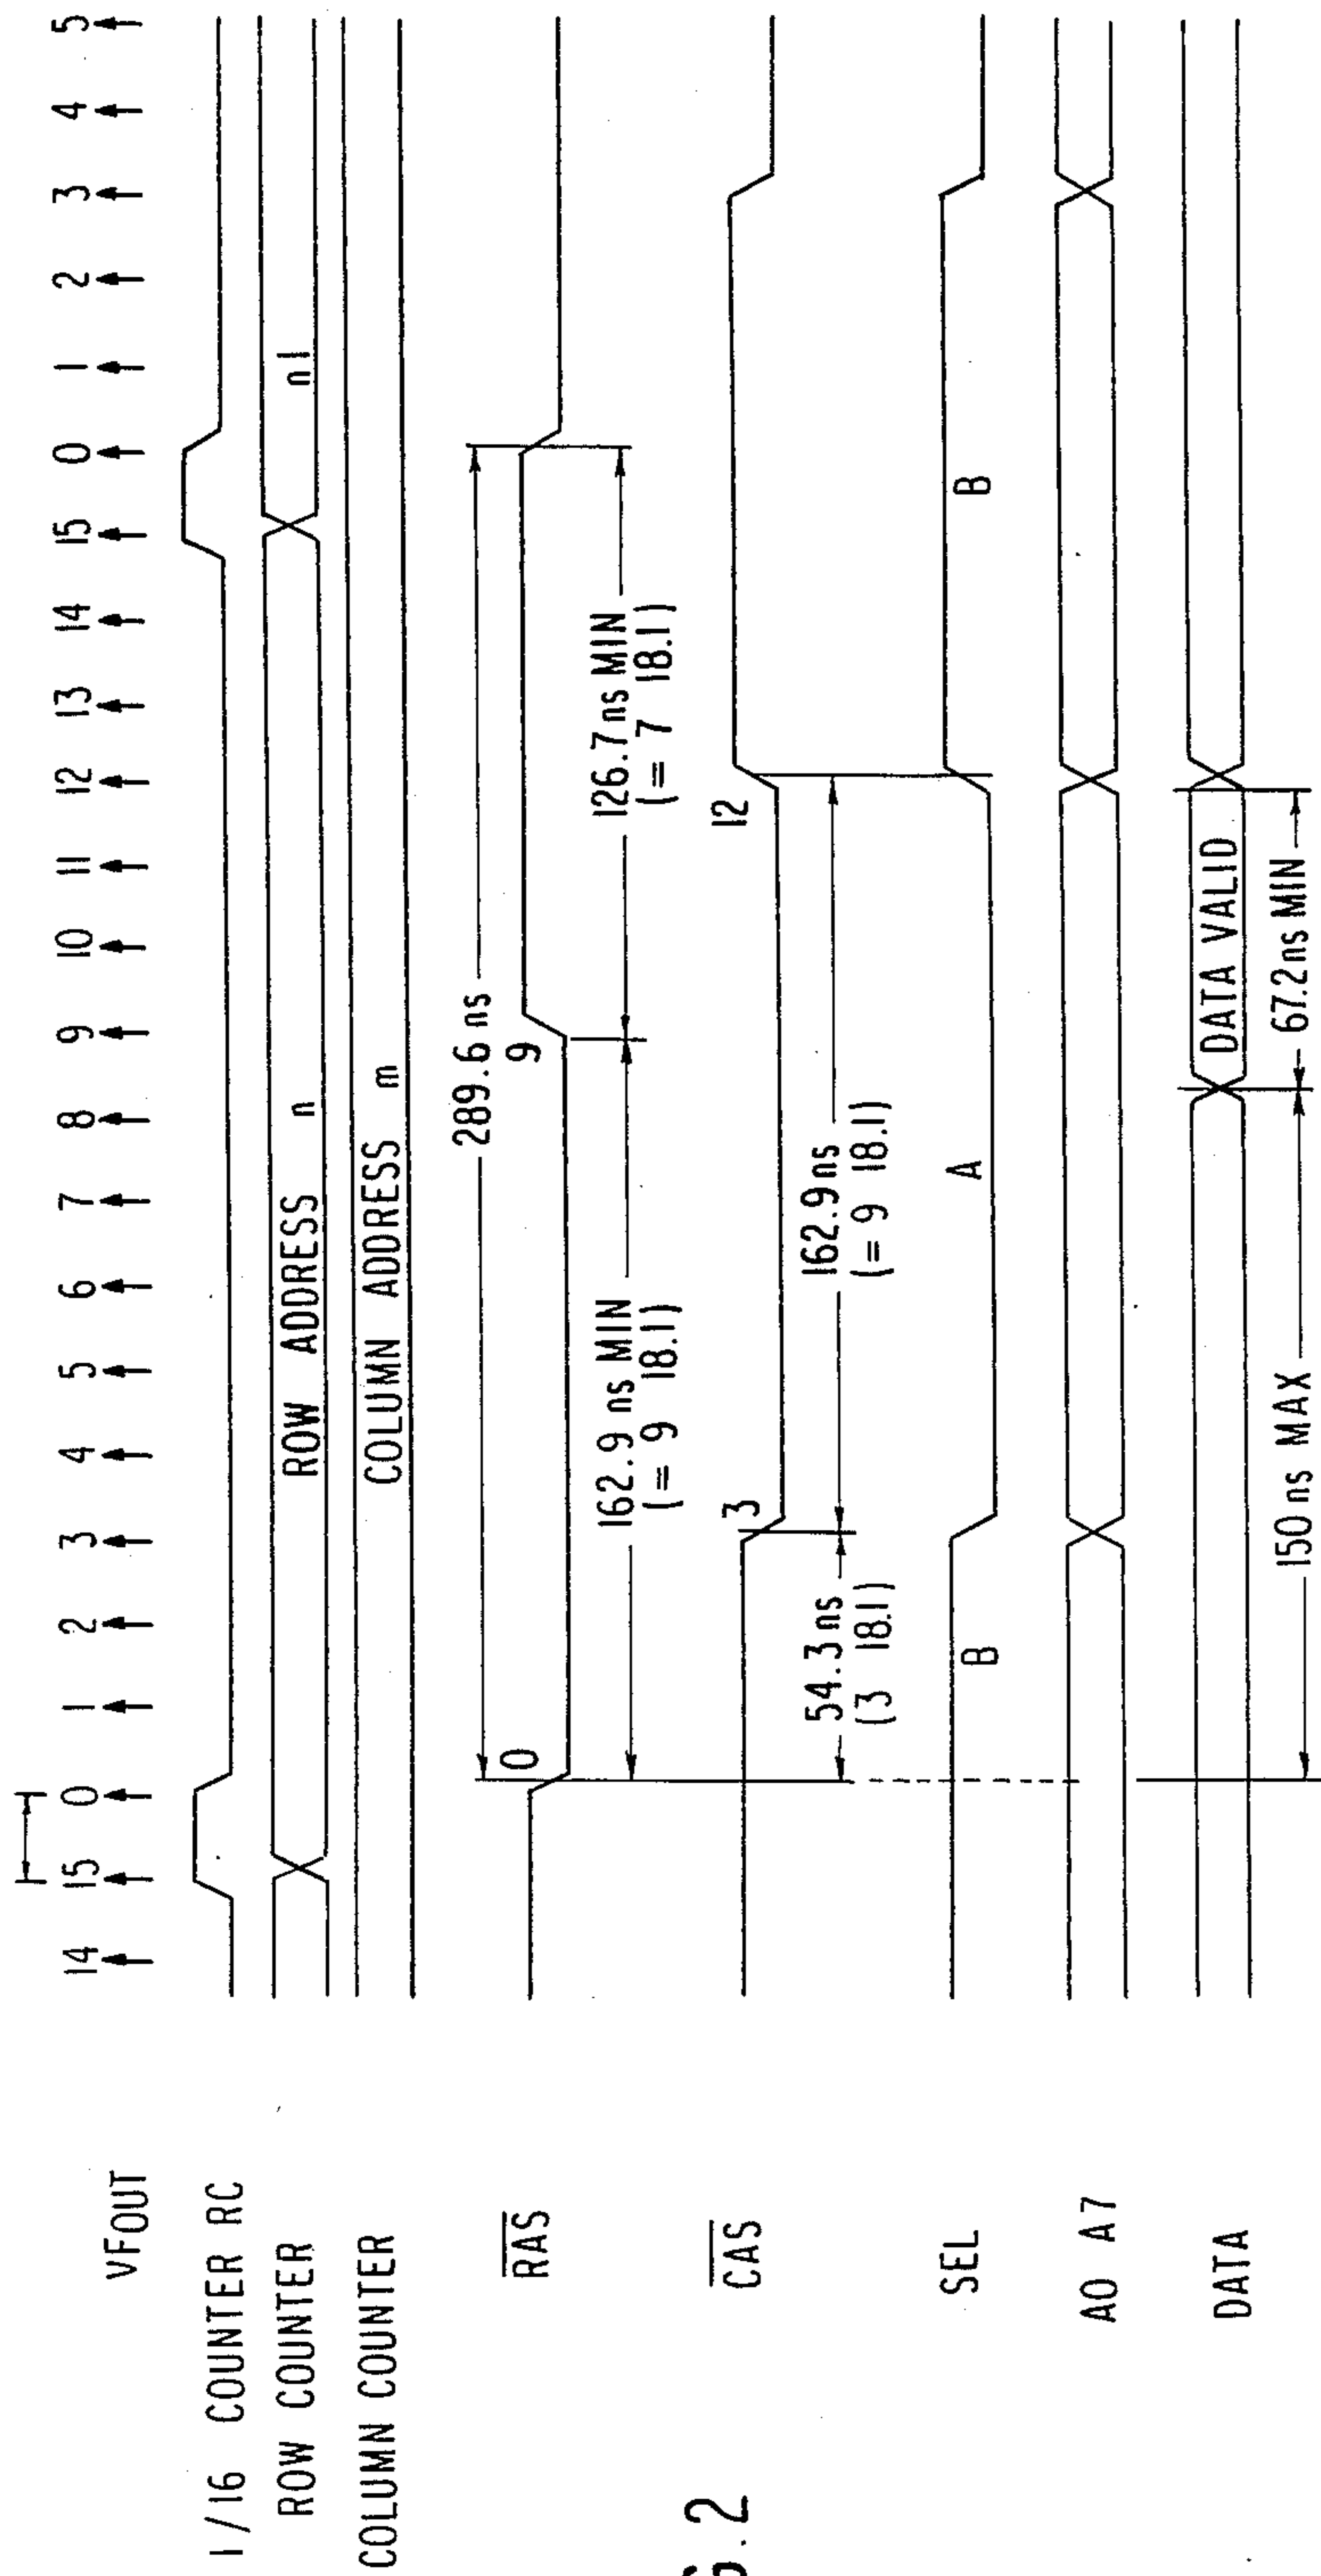 VFOUT 14 15 0 1 2 3 4 5 6 7 8 9 10 11 12 13 14 15 0 1 2 3 4 5
1/16 COUNTER RC
ROW COUNTER ROW ADDRESS n n1
COLUMN COUNTER COLUMN ADDRESS m
289.6 ns
RAS 0 9
162.9 ns MIN 126.7 ns MIN
(= 9 18.1) (= 7 18.1)
CAS 3 12
54.3 ns 162.9 ns
(3 18.1) (= 9 18.1)
SEL B A B
A0 A7
DATA DATA VALID
150 ns MAX 67.2 ns MIN
G.2